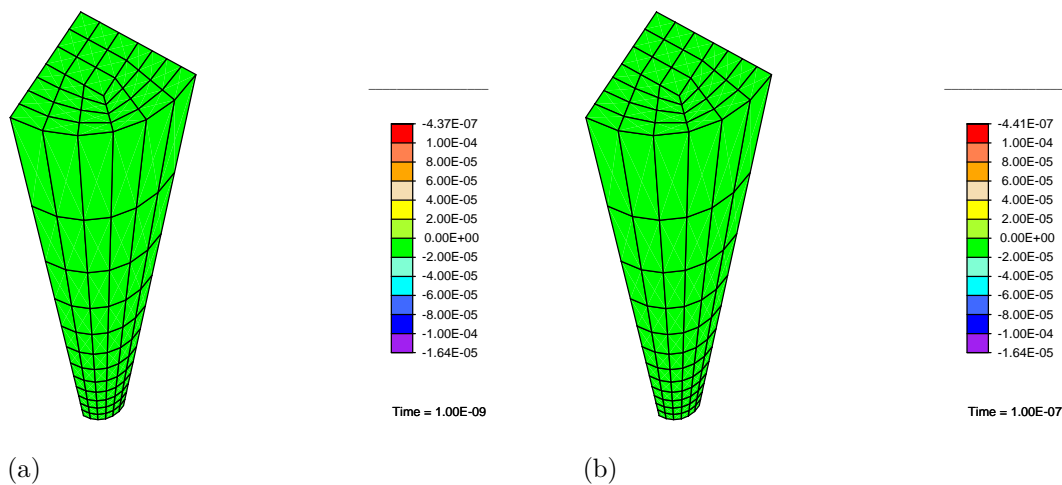 -4.37E-07
1.00E-04
8.00E-05
6.00E-05
4.00E-05
2.00E-05
0.00E+00
-2.00E-05
-4.00E-05
-6.00E-05
-8.00E-05
-1.00E-04
-1.64E-05
Time = 1.00E-09
(a)
-4.41E-07
1.00E-04
8.00E-05
6.00E-05
4.00E-05
2.00E-05
0.00E+00
-2.00E-05
-4.00E-05
-6.00E-05
-8.00E-05
-1.00E-04
-1.64E-05
Time = 1.00E-07
(b)